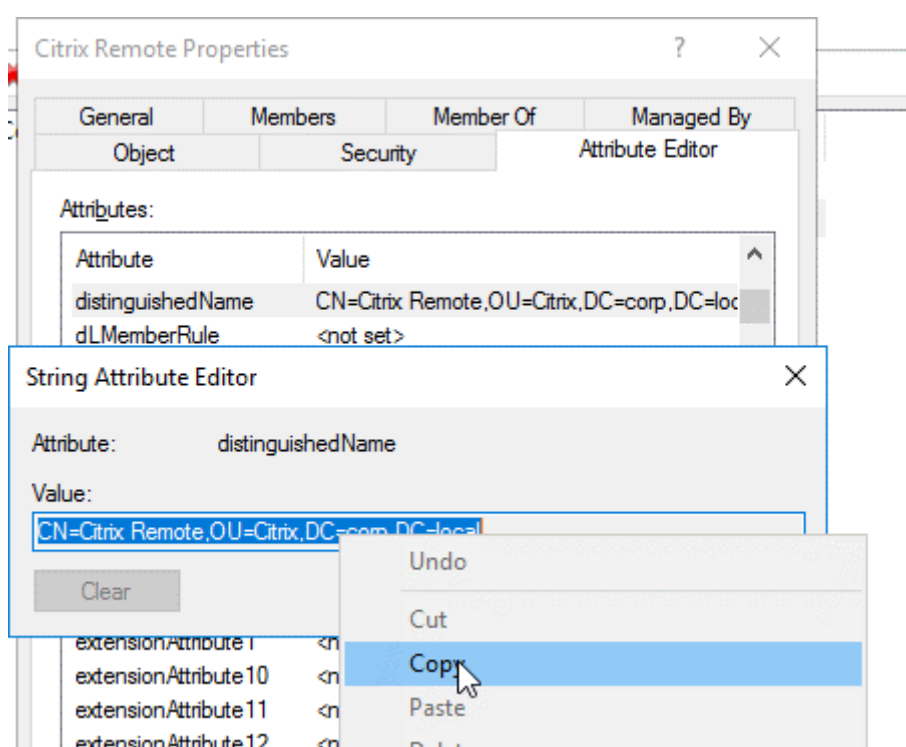 Citrix Remote Properties ?
General Members Member Of Managed By
Object Security Attribute Editor
Attributes:
Attribute Value
distinguishedName CN=Citrix Remote,OU=Citrix,DC=corp,DC=loc
dLMemberRule <not set>
String Attribute Editor
Attribute: distinguishedName
Value:
CN=Citrix Remote,OU=Citrix,DC=corp,DC=local
Undo
Clear
Cut
extensionAttribute1 <n
Copy
extensionAttribute10 <n
extensionAttribute11 <n
Paste
extensionAttribute12 <n